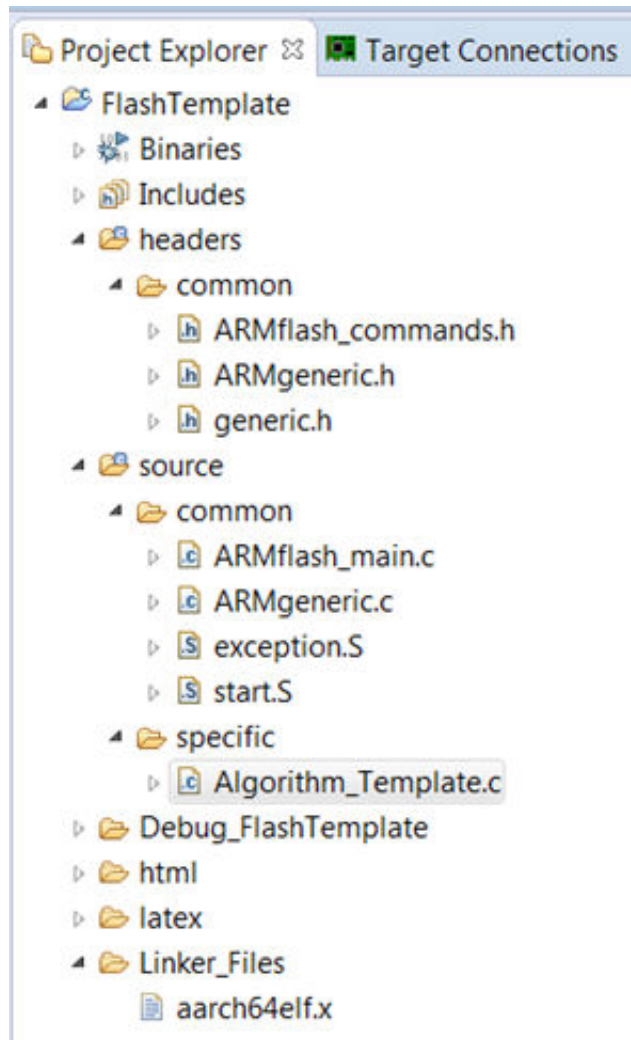 Project Explorer Target Connections
FlashTemplate
Binaries
Includes
headers
common
ARMflash_commands.h
ARMgeneric.h
generic.h
source
common
ARMflash_main.c
ARMgeneric.c
exception.S
start.S
specific
Algorithm_Template.c
Debug_FlashTemplate
html
latex
Linker_Files
aarch64elf.x